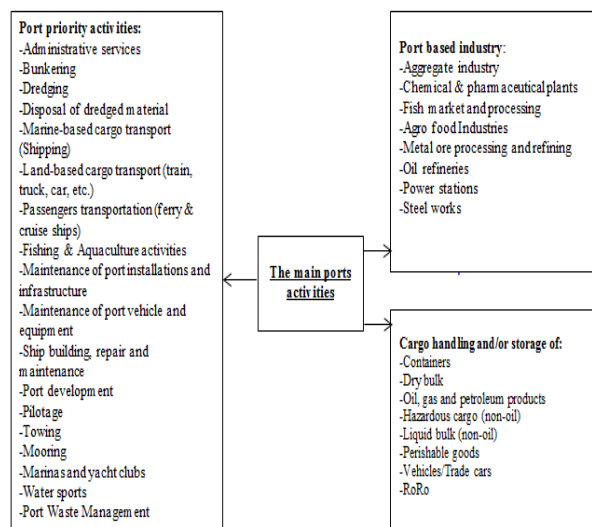 Port priority activities:
-Administrative services
-Bunkering
-Dredging
-Disposal of dredged material
-Marine-based cargo transport
(Shipping)
-Land-based cargo transport (train,
truck, car, etc.)
-Passengers transportation (ferry &
cruise ships)
-Fishing & Aquaculture activities
-Maintenance of port installations and
infrastructure
-Maintenance of port vehicle and
equipment
-Ship building, repair and
maintenance
-Port development
-Pilotage
-Towing
-Mooring
-Marinas and yacht clubs
-Water sports
-Port Waste Management
The main ports
activities
Port based industry:
-Aggregate industry
-Chemical & pharmaceutical plants
-Fish market and processing
-Agro food Industries
-Metal ore processing and refining
-Oil refineries
-Power stations
-Steel works
Cargo handling and/or storage of:
-Containers
-Dry bulk
-Oil, gas and petroleum products
-Hazardous cargo (non-oil)
-Liquid bulk (non-oil)
-Perishable goods
-Vehicles/Trade cars
-RoRo